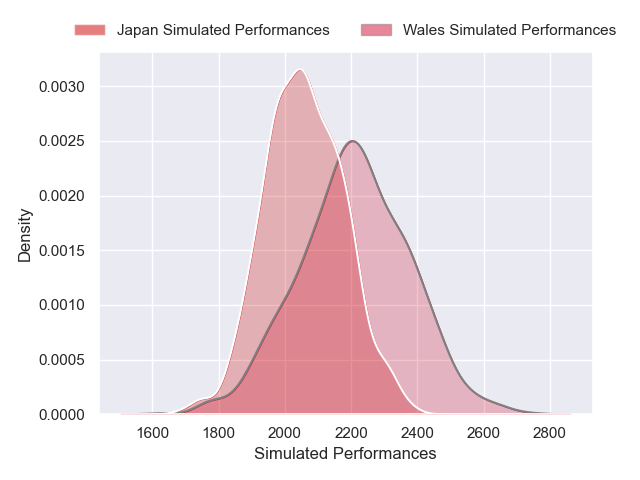 Japan Simulated Performances
Wales Simulated Performances
0.0030
0.0025
0.0020
0.0015
0.0010
0.0005
0.0000
Density
1600 1800 2000 2200 2400 2600 2800
Simulated Performances